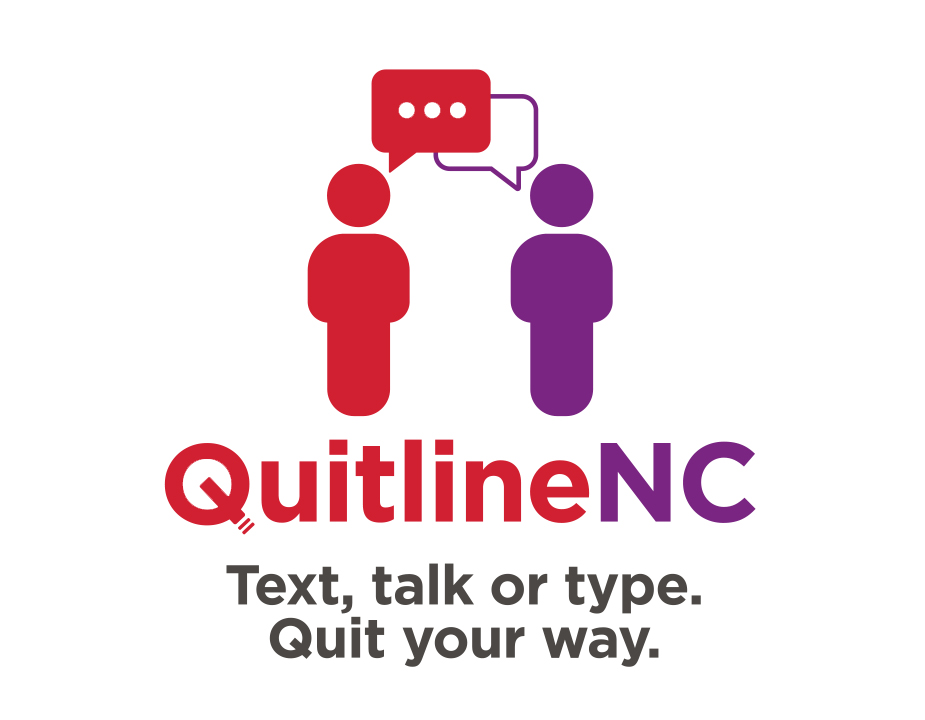 QuitlineNC
Text, talk or type.
Quit your way.